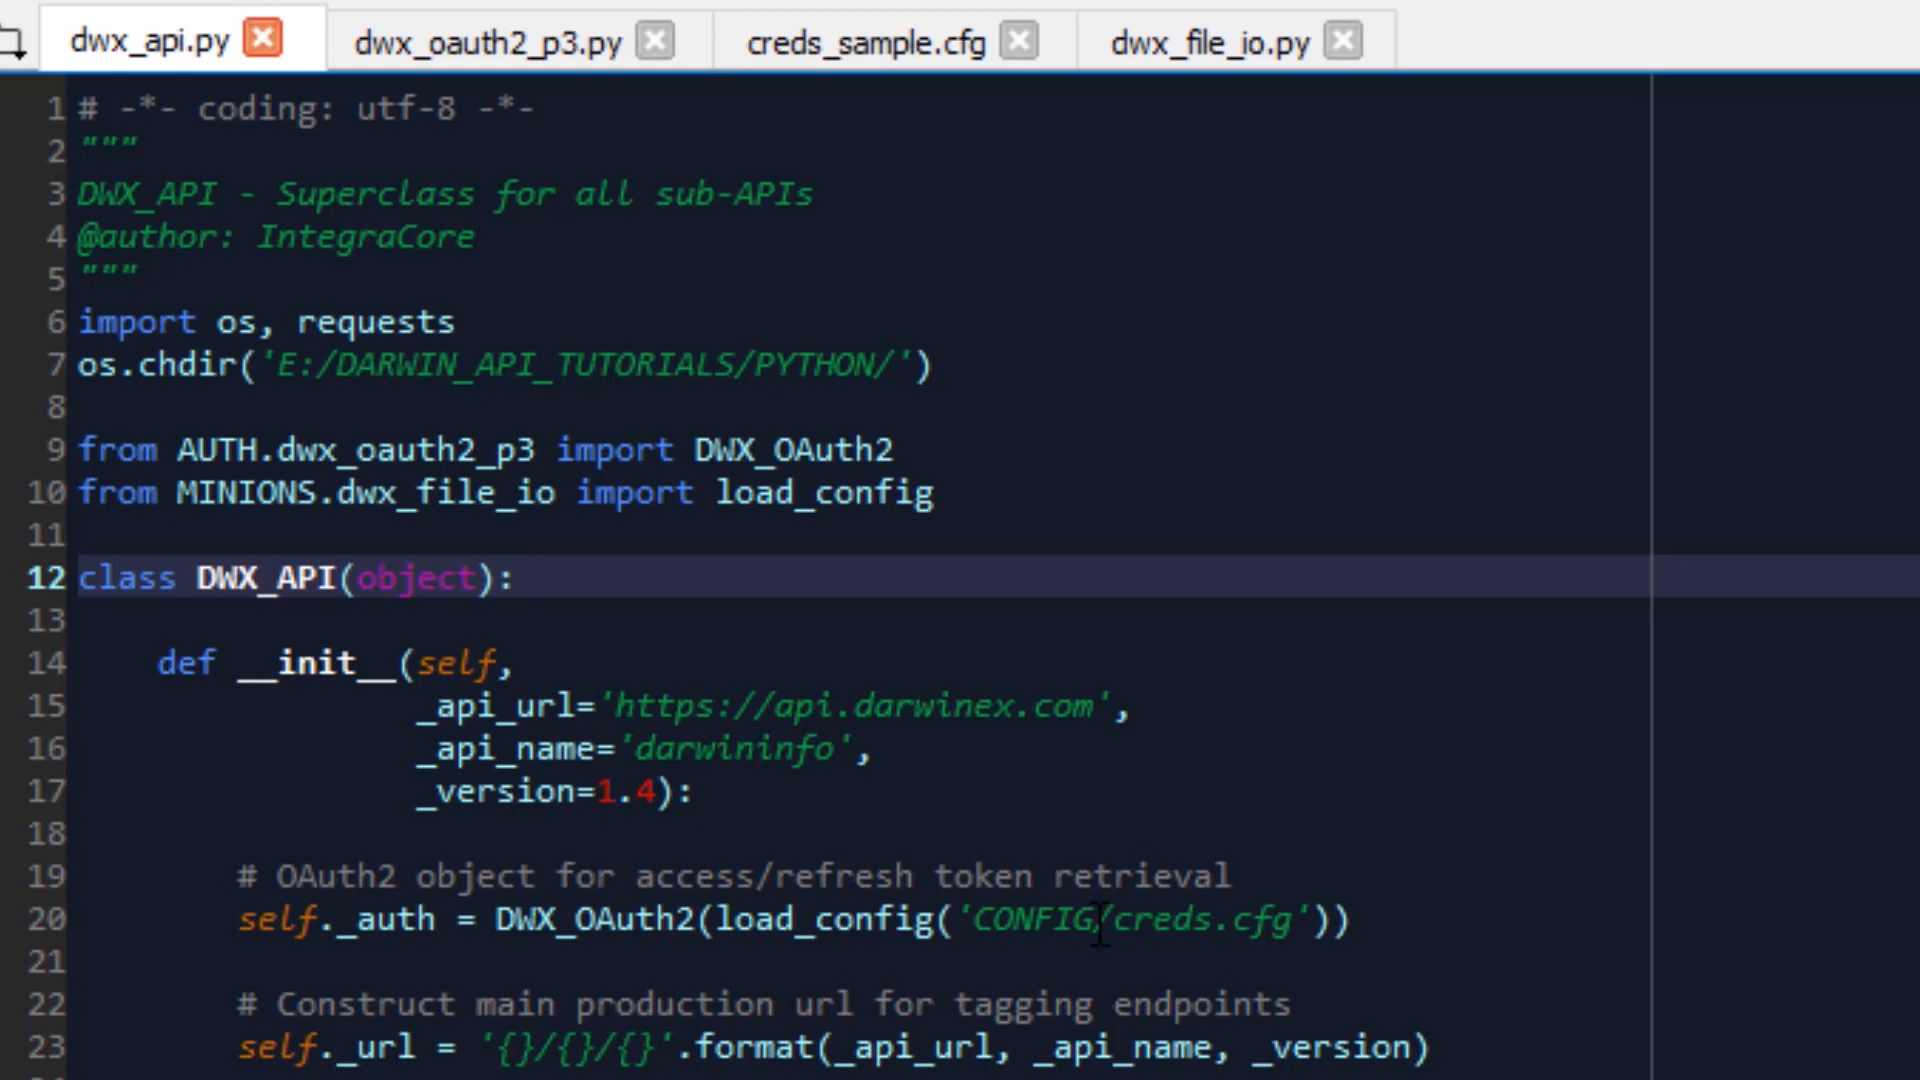 dwx_api.py dwx_oauth2_p3.py creds_sample.cfg dwx_file_io.py
1 # -*- coding: utf-8 -*-
2 """
3 DWX_API - Superclass for all sub-APIs
4 @author: IntegraCore
5 """
6 import os, requests
7 os.chdir('E:/DARWIN_API_TUTORIALS/PYTHON/')
8
9 from AUTH.dwx_oauth2_p3 import DWX_OAuth2
10 from MINIONS.dwx_file_io import load_config
11
12 class DWX_API(object):
13
14     def __init__(self,
15                  _api_url='https://api.darwinex.com',
16                  _api_name='darwininfo',
17                  _version=1.4):
18
19         # OAuth2 object for access/refresh token retrieval
20         self._auth = DWX_OAuth2(load_config('CONFIG/creds.cfg'))
21
22         # Construct main production url for tagging endpoints
23         self._url = '{}/{}/{}'.format(_api_url, _api_name, _version)